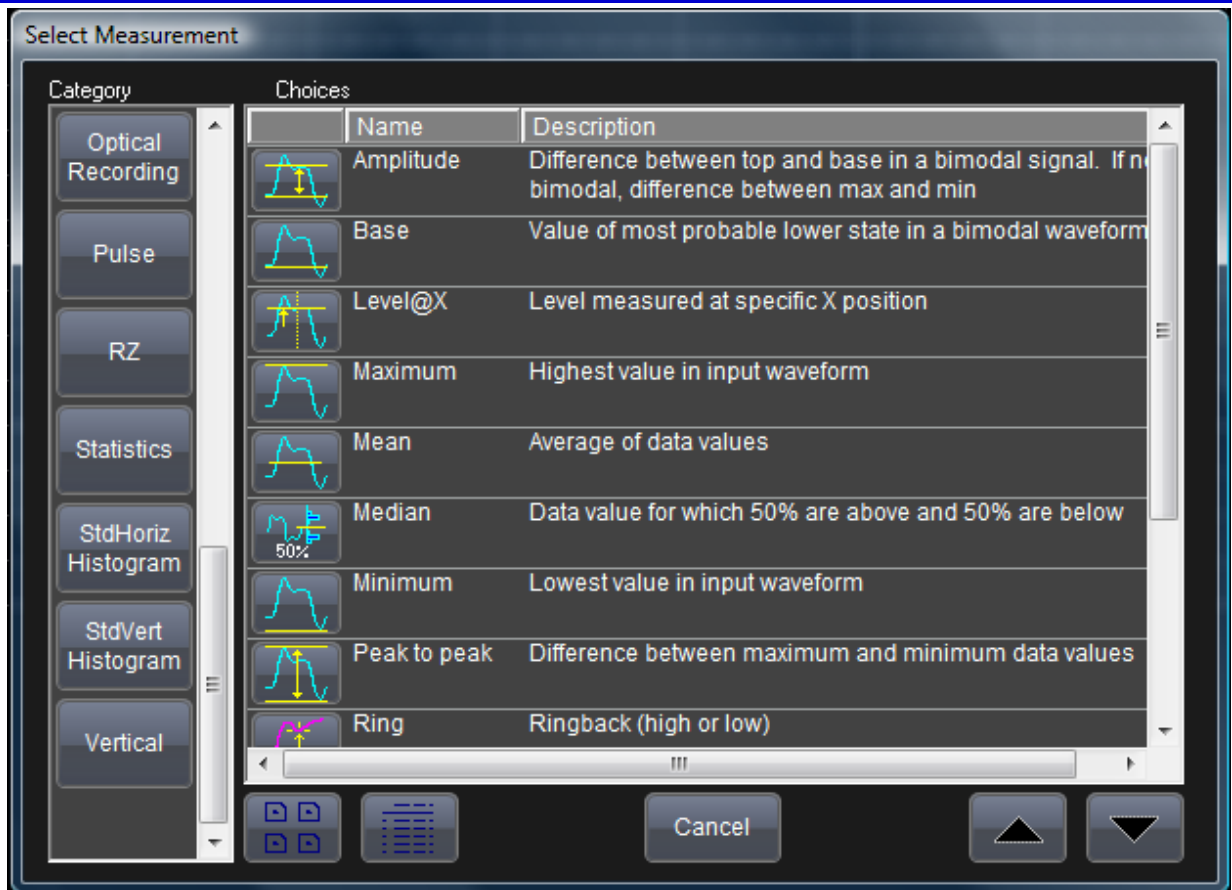 Select Measurement
Category
Choices
Optical
Recording
Pulse
RZ
Statistics
StdHoriz
Histogram
StdVert
Histogram
Vertical
Name Description
Amplitude Difference between top and base in a bimodal signal. If
bimodal, difference between max and min
Base Value of most probable lower state in a bimodal waveform
Level@X Level measured at specific X position
Maximum Highest value in input waveform
Mean Average of data values
Median Data value for which 50% are above and 50% are below
50%
Minimum Lowest value in input waveform
Peak to peak Difference between maximum and minimum data values
Ring Ringback (high or low)
Cancel